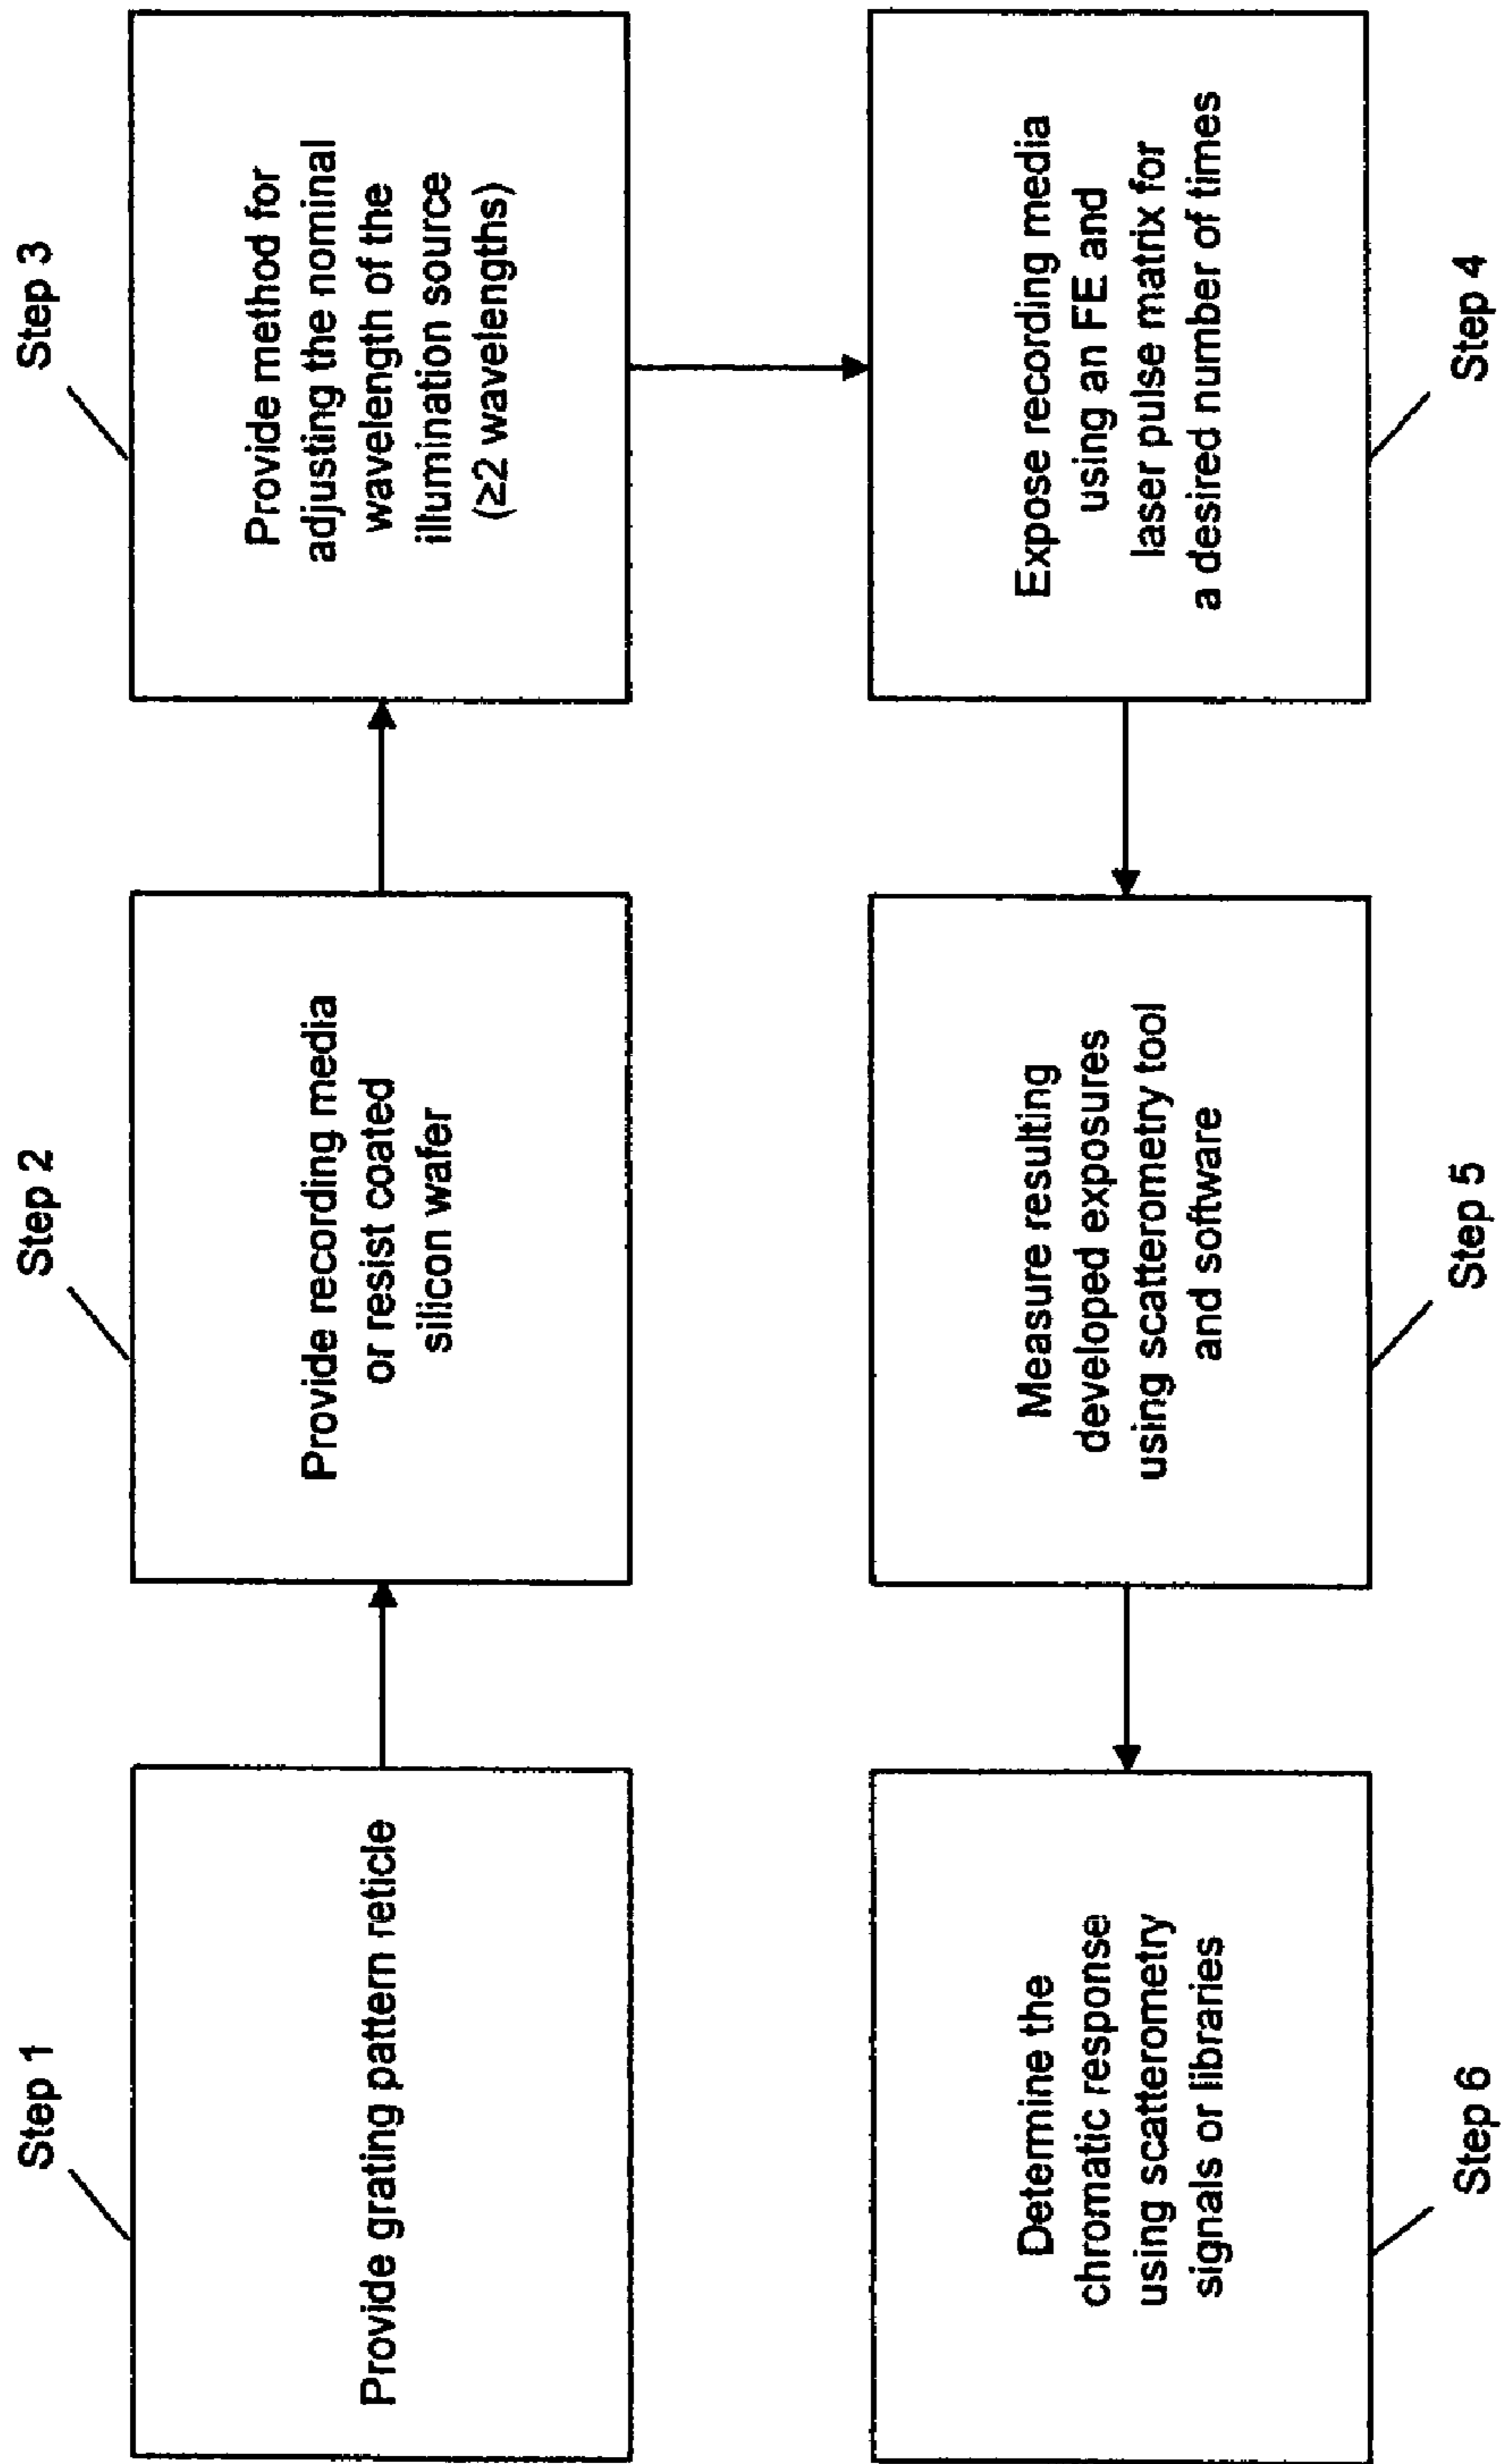 Step 1
Provide grating pattern reticle
Step 2
Provide recording media
or resist coated
silicon wafer
Step 3
Provide method for
adjusting the nominal
wavelength of the
illumination source
(≥2 wavelengths)
Expose recording media
using an FE and
laser pulse matrix for
a desired number of times
Step 4
Measure resulting
developed exposures
using scatterometry tool
and software
Step 5
Determine the
chromatic response
using scatterometry
signals or libraries
Step 6